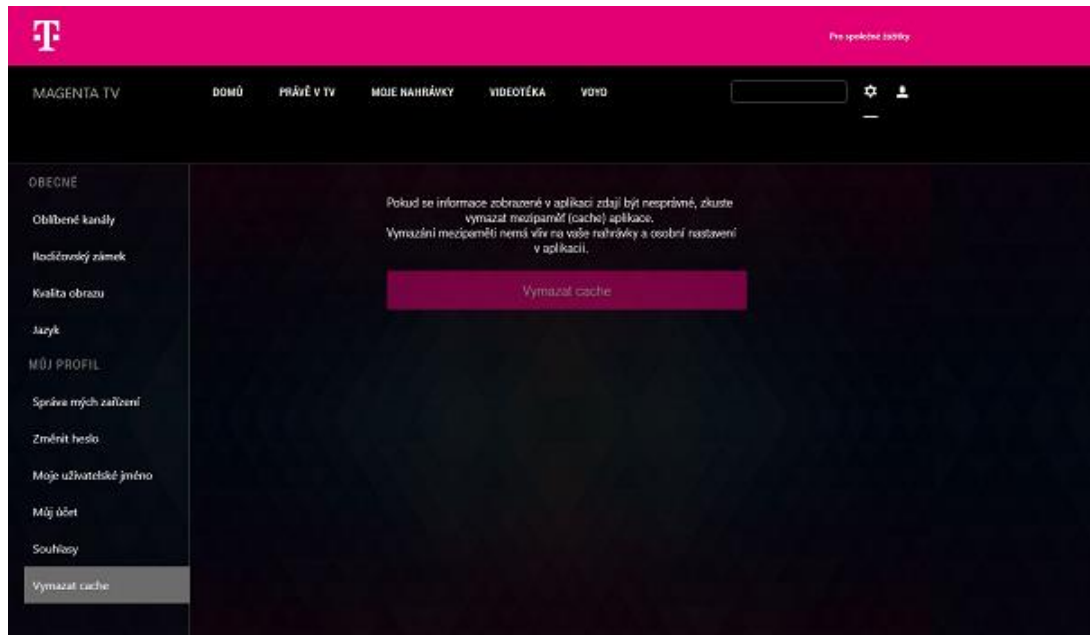 T
Pro společné zážitky
MAGENTA TV
DOMŮ
PRÁVĚ V TV
MOJE NAHRÁVKY
VIDEOTÉKA
VOYO
OBECNÉ
Oblíbené kanály
Rodičovský zámek
Kvalita obrazu
Jazyk
MŮJ PROFIL
Správa mých zařízení
Změnit heslo
Moje uživatelské jméno
Můj účet
Souhlasy
Vymazat cache
Pokud se informace zobrazené v aplikaci zdají být nesprávné, zkuste
vymazat mezipaměť (cache) aplikace.
Vymazání mezipaměti nemá vliv na vaše nahrávky a osobní nastavení
v aplikacii.
Vymazat cache